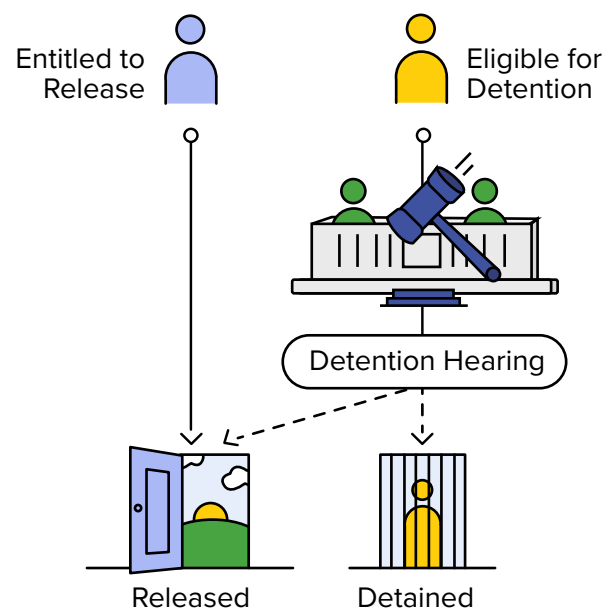 Entitled to
Release
Eligible for
Detention
Detention Hearing
Released
Detained